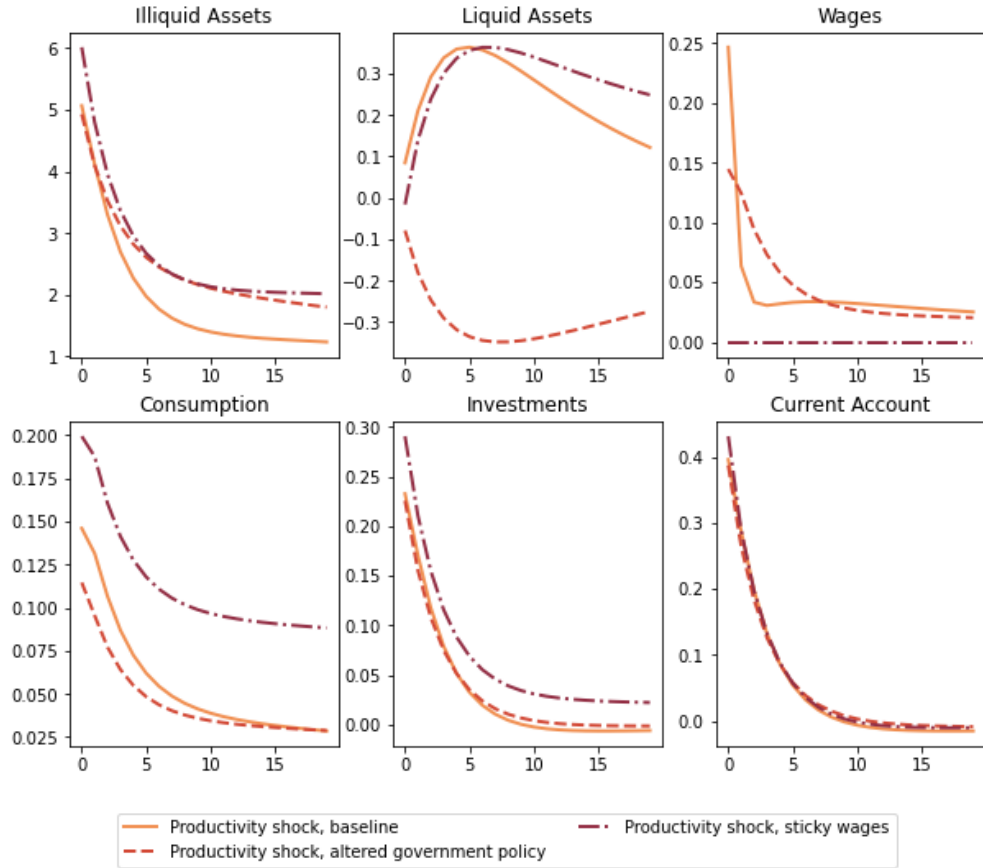 Illiquid Assets
Liquid Assets
Wages
6
5
4
3
2
1
0 5 10 15
0.3
0.2
0.1
0.0
−0.1
−0.2
−0.3
0 5 10 15
0.25
0.20
0.15
0.10
0.05
0.00
0 5 10 15
Consumption
Investments
Current Account
0.200
0.175
0.150
0.125
0.100
0.075
0.050
0.025
0 5 10 15
0.30
0.25
0.20
0.15
0.10
0.05
0.00
0 5 10 15
0.4
0.3
0.2
0.1
0.0
0 5 10 15
Productivity shock, baseline
Productivity shock, altered government policy
Productivity shock, sticky wages